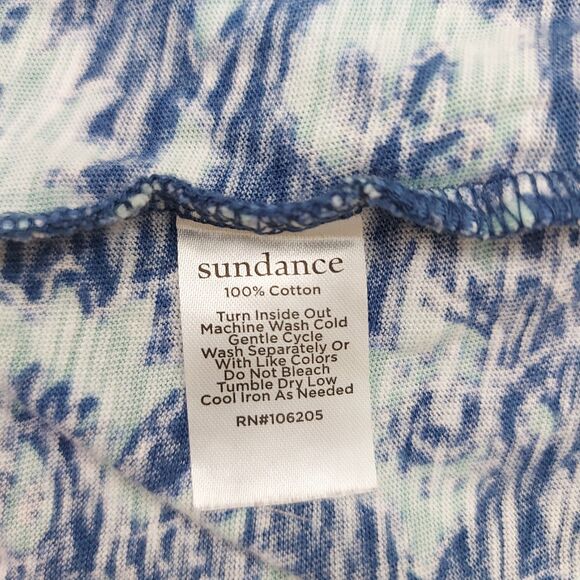 sundance
100% Cotton
Turn Inside Out
Machine Wash Cold
Gentle Cycle
Wash Separately Or
With Like Colors
Do Not Bleach
Tumble Dry Low
Cool Iron As Needed
RN#106205